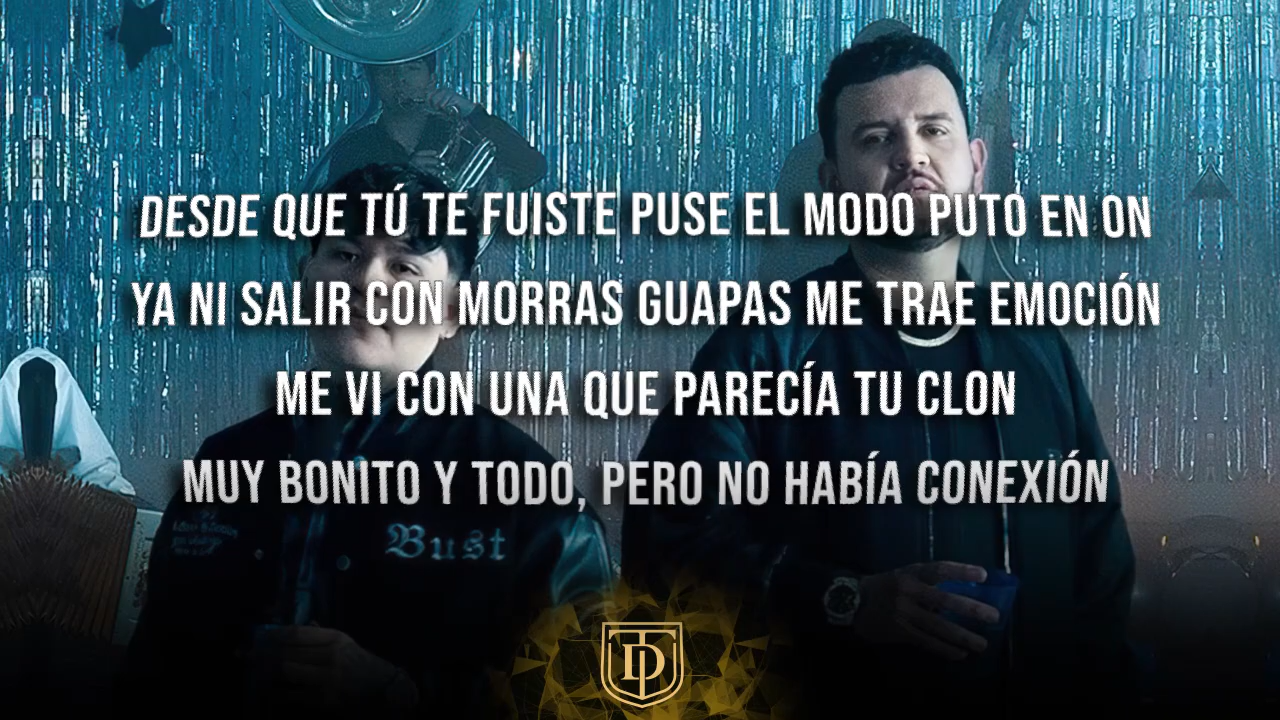 DESDE QUE TÚ TE FUISTE PUSE EL MODO PUTO EN ON
YA NI SALIR CON MORRAS GUAPAS ME TRAE EMOCIÓN
ME VI CON UNA QUE PARECÍA TU CLON
MUY BONITO Y TODO, PERO NO HABÍA CONEXIÓN
Bust